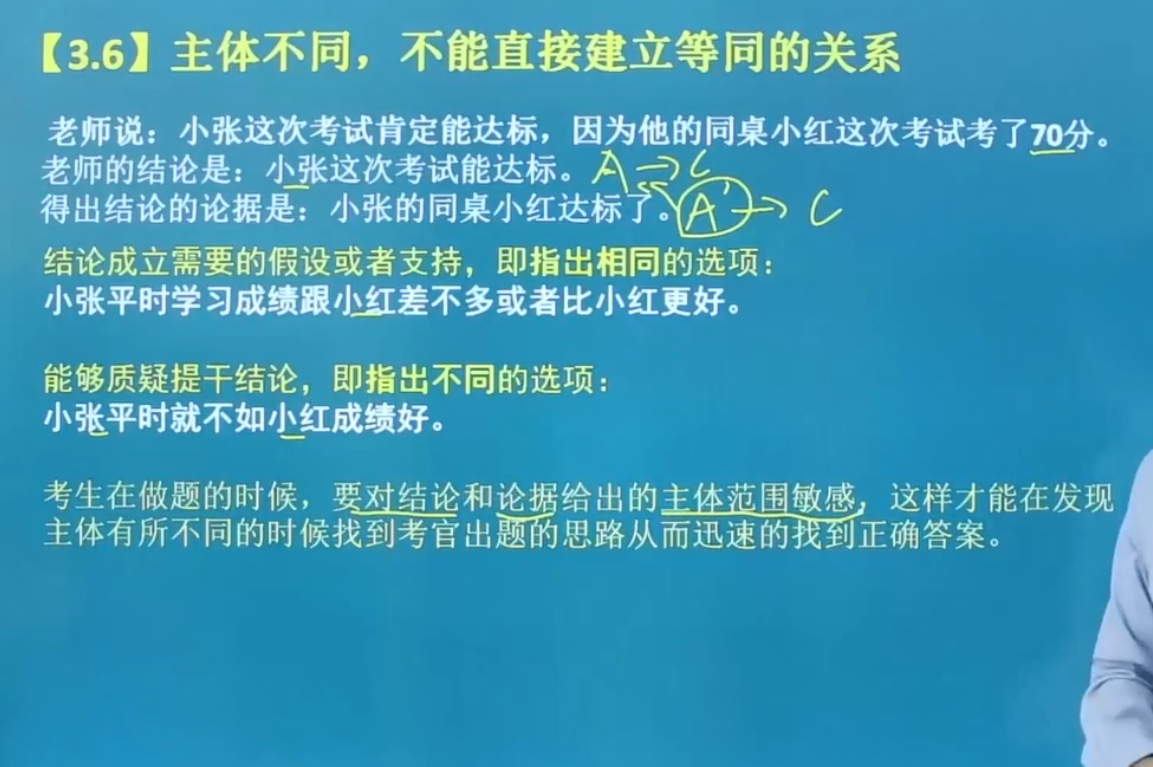 【3.6】主体不同，不能直接建立等同的关系
老师说：小张这次考试肯定能达标，因为他的同桌小红这次考试考了70分。
老师的结论是：小张这次考试能达标。 A→C
得出结论的论据是：小张的同桌小红达标了。 A'→C
结论成立需要的假设或者支持，即指出相同的选项：
小张平时学习成绩跟小红差不多或者比小红更好。
能够质疑提干结论，即指出不同的选项：
小张平时就不如小红成绩好。
考生在做题的时候，要对结论和论据给出的主体范围敏感，这样才能在发现
主体有所不同的时候找到考官出题的思路从而迅速的找到正确答案。